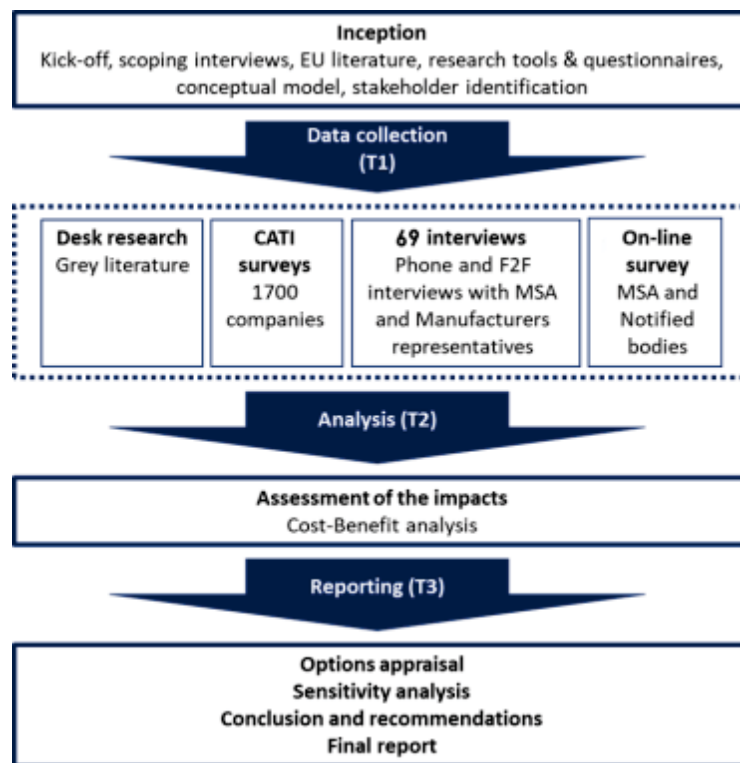 Inception
Kick-off, scoping interviews, EU literature, research tools & questionnaires,
conceptual model, stakeholder identification
Data collection
(T1)
Desk research
Grey literature
CATI
surveys
1700
companies
69 interviews
Phone and F2F
interviews with MSA
and Manufacturers
representatives
On-line
survey
MSA and
Notified
bodies
Analysis (T2)
Assessment of the impacts
Cost-Benefit analysis
Reporting (T3)
Options appraisal
Sensitivity analysis
Conclusion and recommendations
Final report